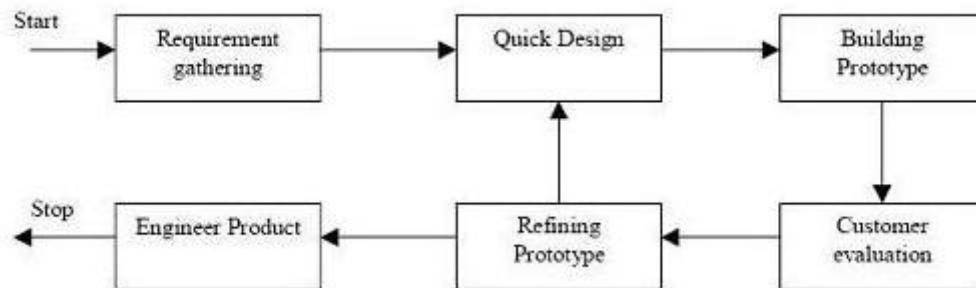 Start
Requirement
gathering
Quick Design
Building
Prototype
Stop
Engineer Product
Refining
Prototype
Customer
evaluation